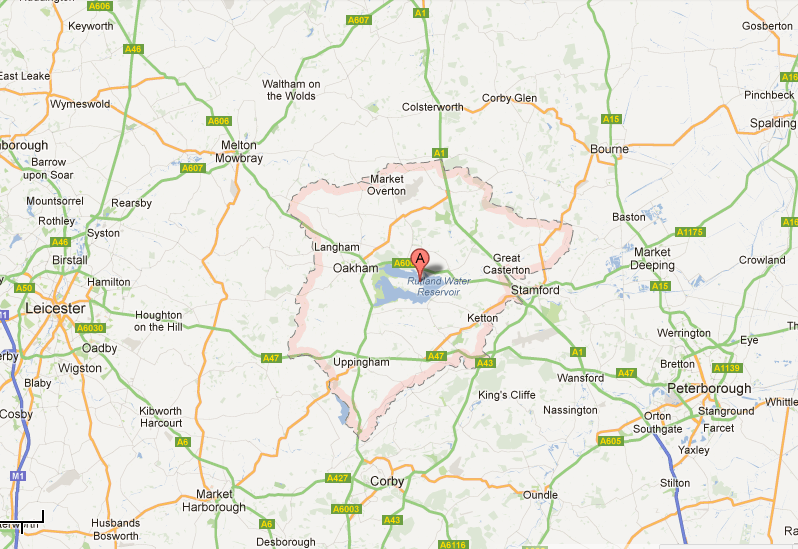 A606
Keyworth
A607
A1
Gosberton
A46
East Leake
Waltham on
the Wolds
Wymeswold
Colsterworth
Corby Glen
A16
Pinchbeck
A606
A15
Spalding
Melton
Mowbray
A1
Bourne
Barrow
upon Soar
A607
Market
Overton
Mountsorrel
Rearsby
Rothley
Syston
Baston
A1175
A16
A46
Langham
Birstall
Market
Deeping
Crowland
A
Great
Casterton
Oakham
Rutland Water
Reservoir
Hamilton
A50
A15
Stamford
Leicester
Houghton
on the Hill
Ketton
A6030
Werrington
Oadby
Eye
A47
Uppingham
A47
A43
A1
Wigston
Bretton
A1139
Blaby
Wansford
A47
Peterborough
King's Cliffe
Cosby
Kibworth
Harcourt
Nassington
Orton
Southgate
Stanground
Farcet
A6
A605
Yaxley
M1
A427
Corby
Stilton
Market
Harborough
Oundle
A6003
A43
A6
Husbands
Bosworth
Desborough
A6116
A605